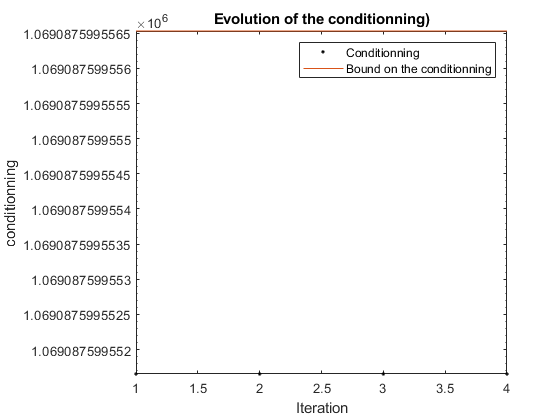 Evolution of the conditionning)
×10⁶
Conditionning
Bound on the conditionning
1.0690875995565
1.069087599556
1.0690875995555
1.069087599555
1.0690875995545
1.069087599554
1.0690875995535
1.069087599553
1.0690875995525
1.069087599552
conditionning
1 1.5 2 2.5 3 3.5 4
Iteration